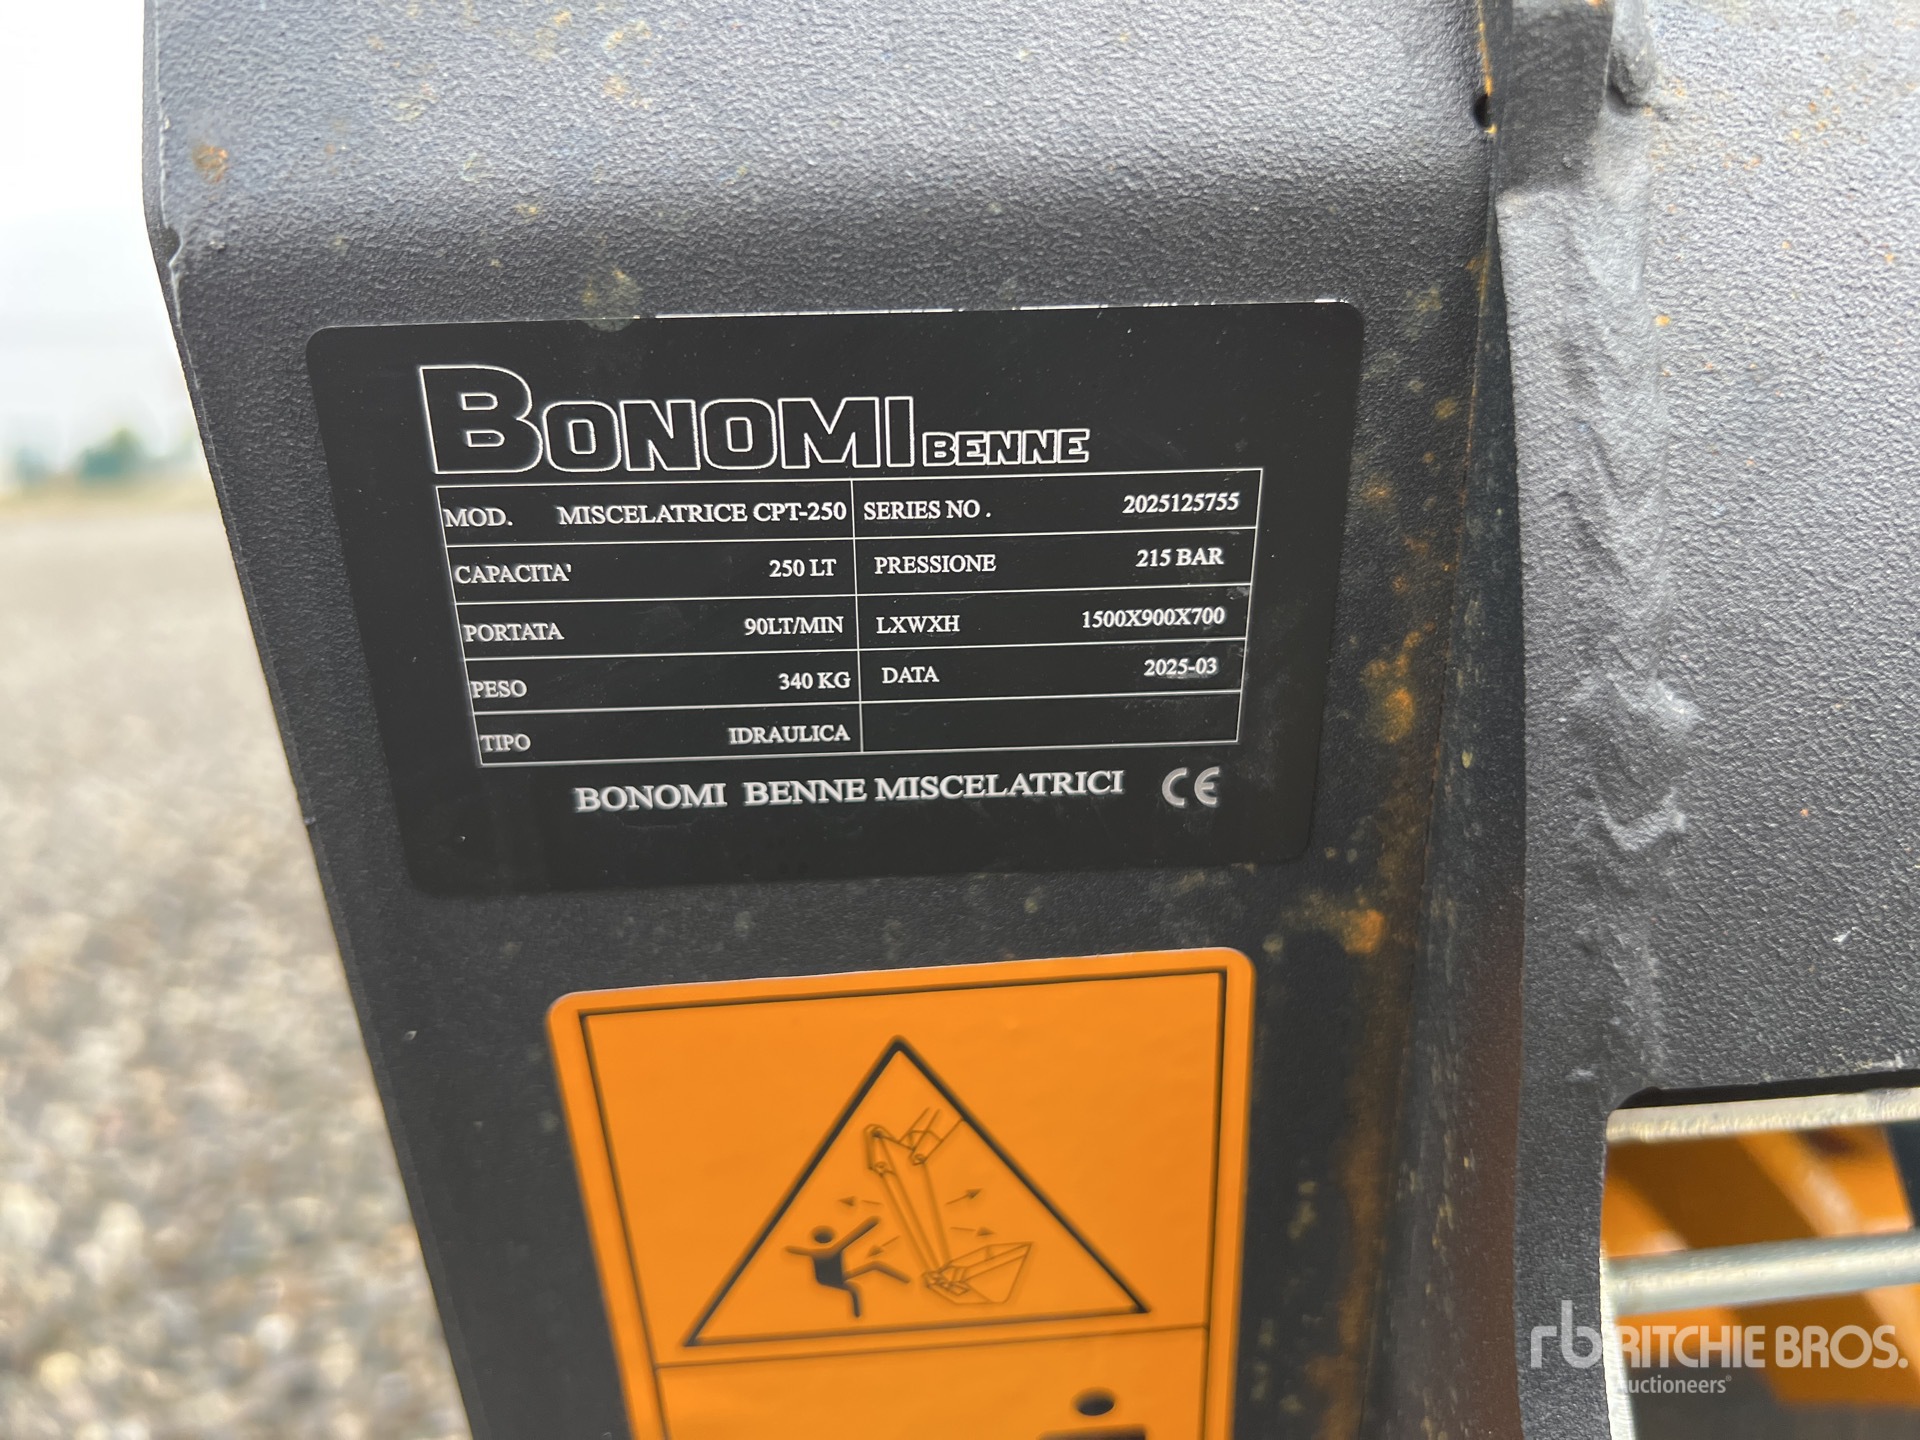 BONOMI BENNE
MOD. MISCELATRICE CPT-250 SERIES NO . 2025125755
CAPACITA' 250 LT PRESSIONE 215 BAR
PORTATA 90LT/MIN LXWXH 1500X900X700
PESO 340 KG DATA 2025-03
TIPO IDRAULICA
BONOMI BENNE MISCELATRICI CE
rb RITCHIE BROS.
Auctioneers